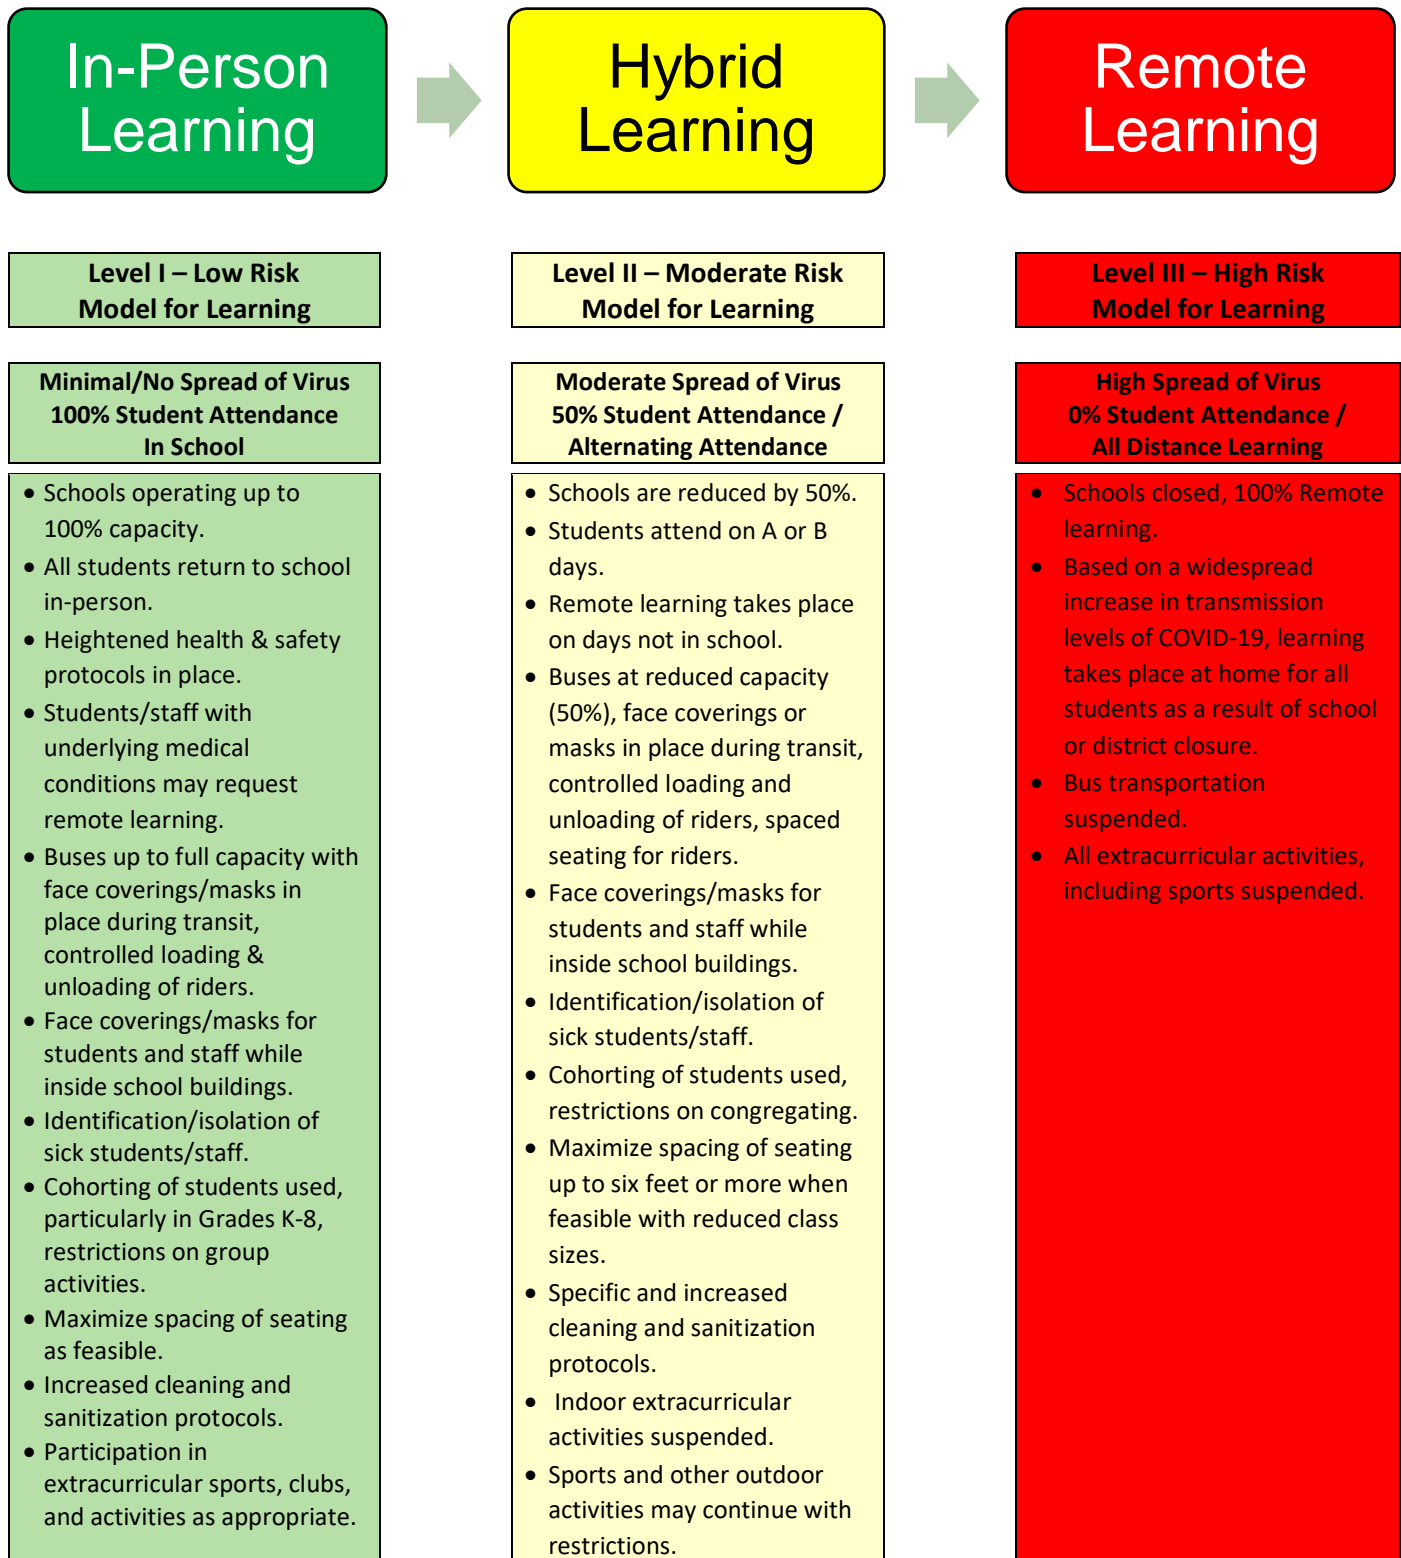 In-Person
Learning
Hybrid
Learning
Remote
Learning
Level I – Low Risk
Model for Learning
Level II – Moderate Risk
Model for Learning
Level III – High Risk
Model for Learning
Minimal/No Spread of Virus
100% Student Attendance
In School
Moderate Spread of Virus
50% Student Attendance /
Alternating Attendance
High Spread of Virus
0% Student Attendance /
All Distance Learning
• Schools operating up to
100% capacity.
• All students return to school
in-person.
• Heightened health & safety
protocols in place.
• Students/staff with
underlying medical
conditions may request
remote learning.
• Buses up to full capacity with
face coverings/masks in
place during transit,
controlled loading &
unloading of riders.
• Face coverings/masks for
students and staff while
inside school buildings.
• Identification/isolation of
sick students/staff.
• Cohorting of students used,
particularly in Grades K-8,
restrictions on group
activities.
• Maximize spacing of seating
as feasible.
• Increased cleaning and
sanitization protocols.
• Participation in
extracurricular sports, clubs,
and activities as appropriate.
• Schools are reduced by 50%.
• Students attend on A or B
days.
• Remote learning takes place
on days not in school.
• Buses at reduced capacity
(50%), face coverings or
masks in place during transit,
controlled loading and
unloading of riders, spaced
seating for riders.
• Face coverings/masks for
students and staff while
inside school buildings.
• Identification/isolation of
sick students/staff.
• Cohorting of students used,
restrictions on congregating.
• Maximize spacing of seating
up to six feet or more when
feasible with reduced class
sizes.
• Specific and increased
cleaning and sanitization
protocols.
• Indoor extracurricular
activities suspended.
• Sports and other outdoor
activities may continue with
restrictions.
• Schools closed, 100% Remote
learning.
• Based on a widespread
increase in transmission
levels of COVID-19, learning
takes place at home for all
students as a result of school
or district closure.
• Bus transportation
suspended.
• All extracurricular activities,
including sports suspended.